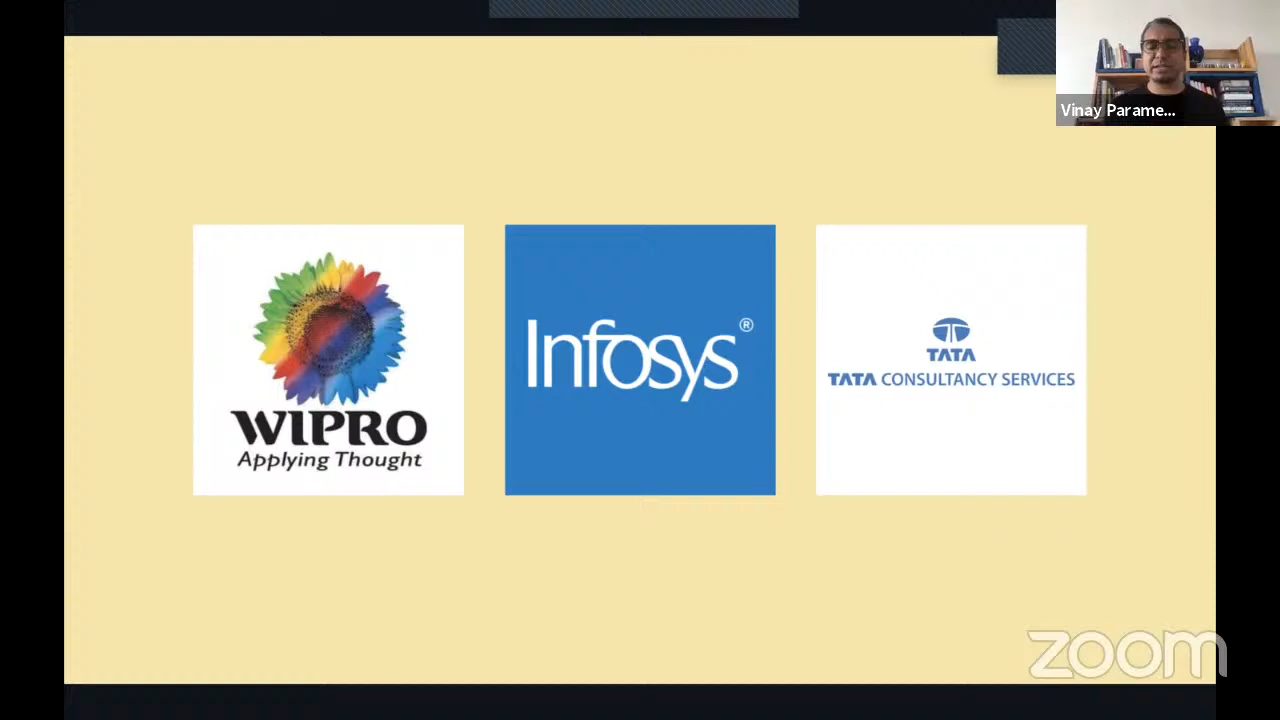 Vinay Parame...
WIPRO
Applying Thought
Infosys®
TATA
TATA CONSULTANCY SERVICES
zoom